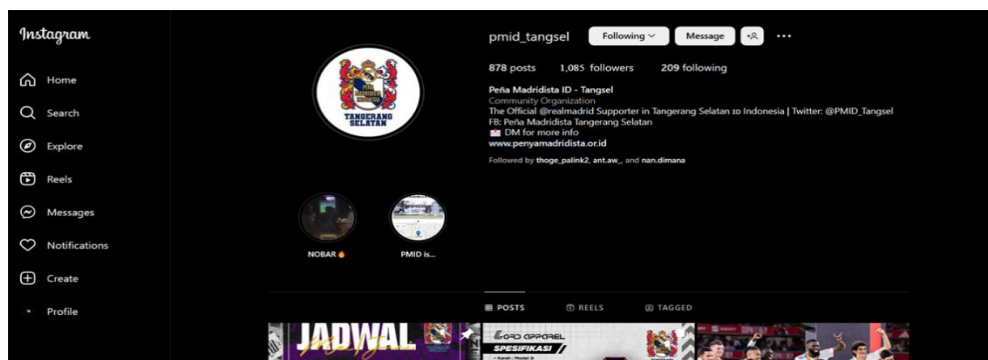 Instagram
Home
Search
Explore
Reels
Messages
Notifications
Create
Profile
pmid_tangsel
Following
Message
878 posts 1,085 followers 209 following
Peña Madridista ID - Tangsel
Community Organization
The Official @realmadrid Supporter in Tangerang Selatan ID Indonesia | Twitter: @PMID_Tangsel
FB: Peña Madridista Tangerang Selatan
📩 DM for more info
www.penyamadridista.or.id
Followed by thoge_palink2, ant.aw_, and nan.dimana
TANGERANG
SELATAN
NOBAR🔥
PMID is...
POSTS
REELS
TAGGED
JADWAL
LORD APPAREL
SPESIFIKASI